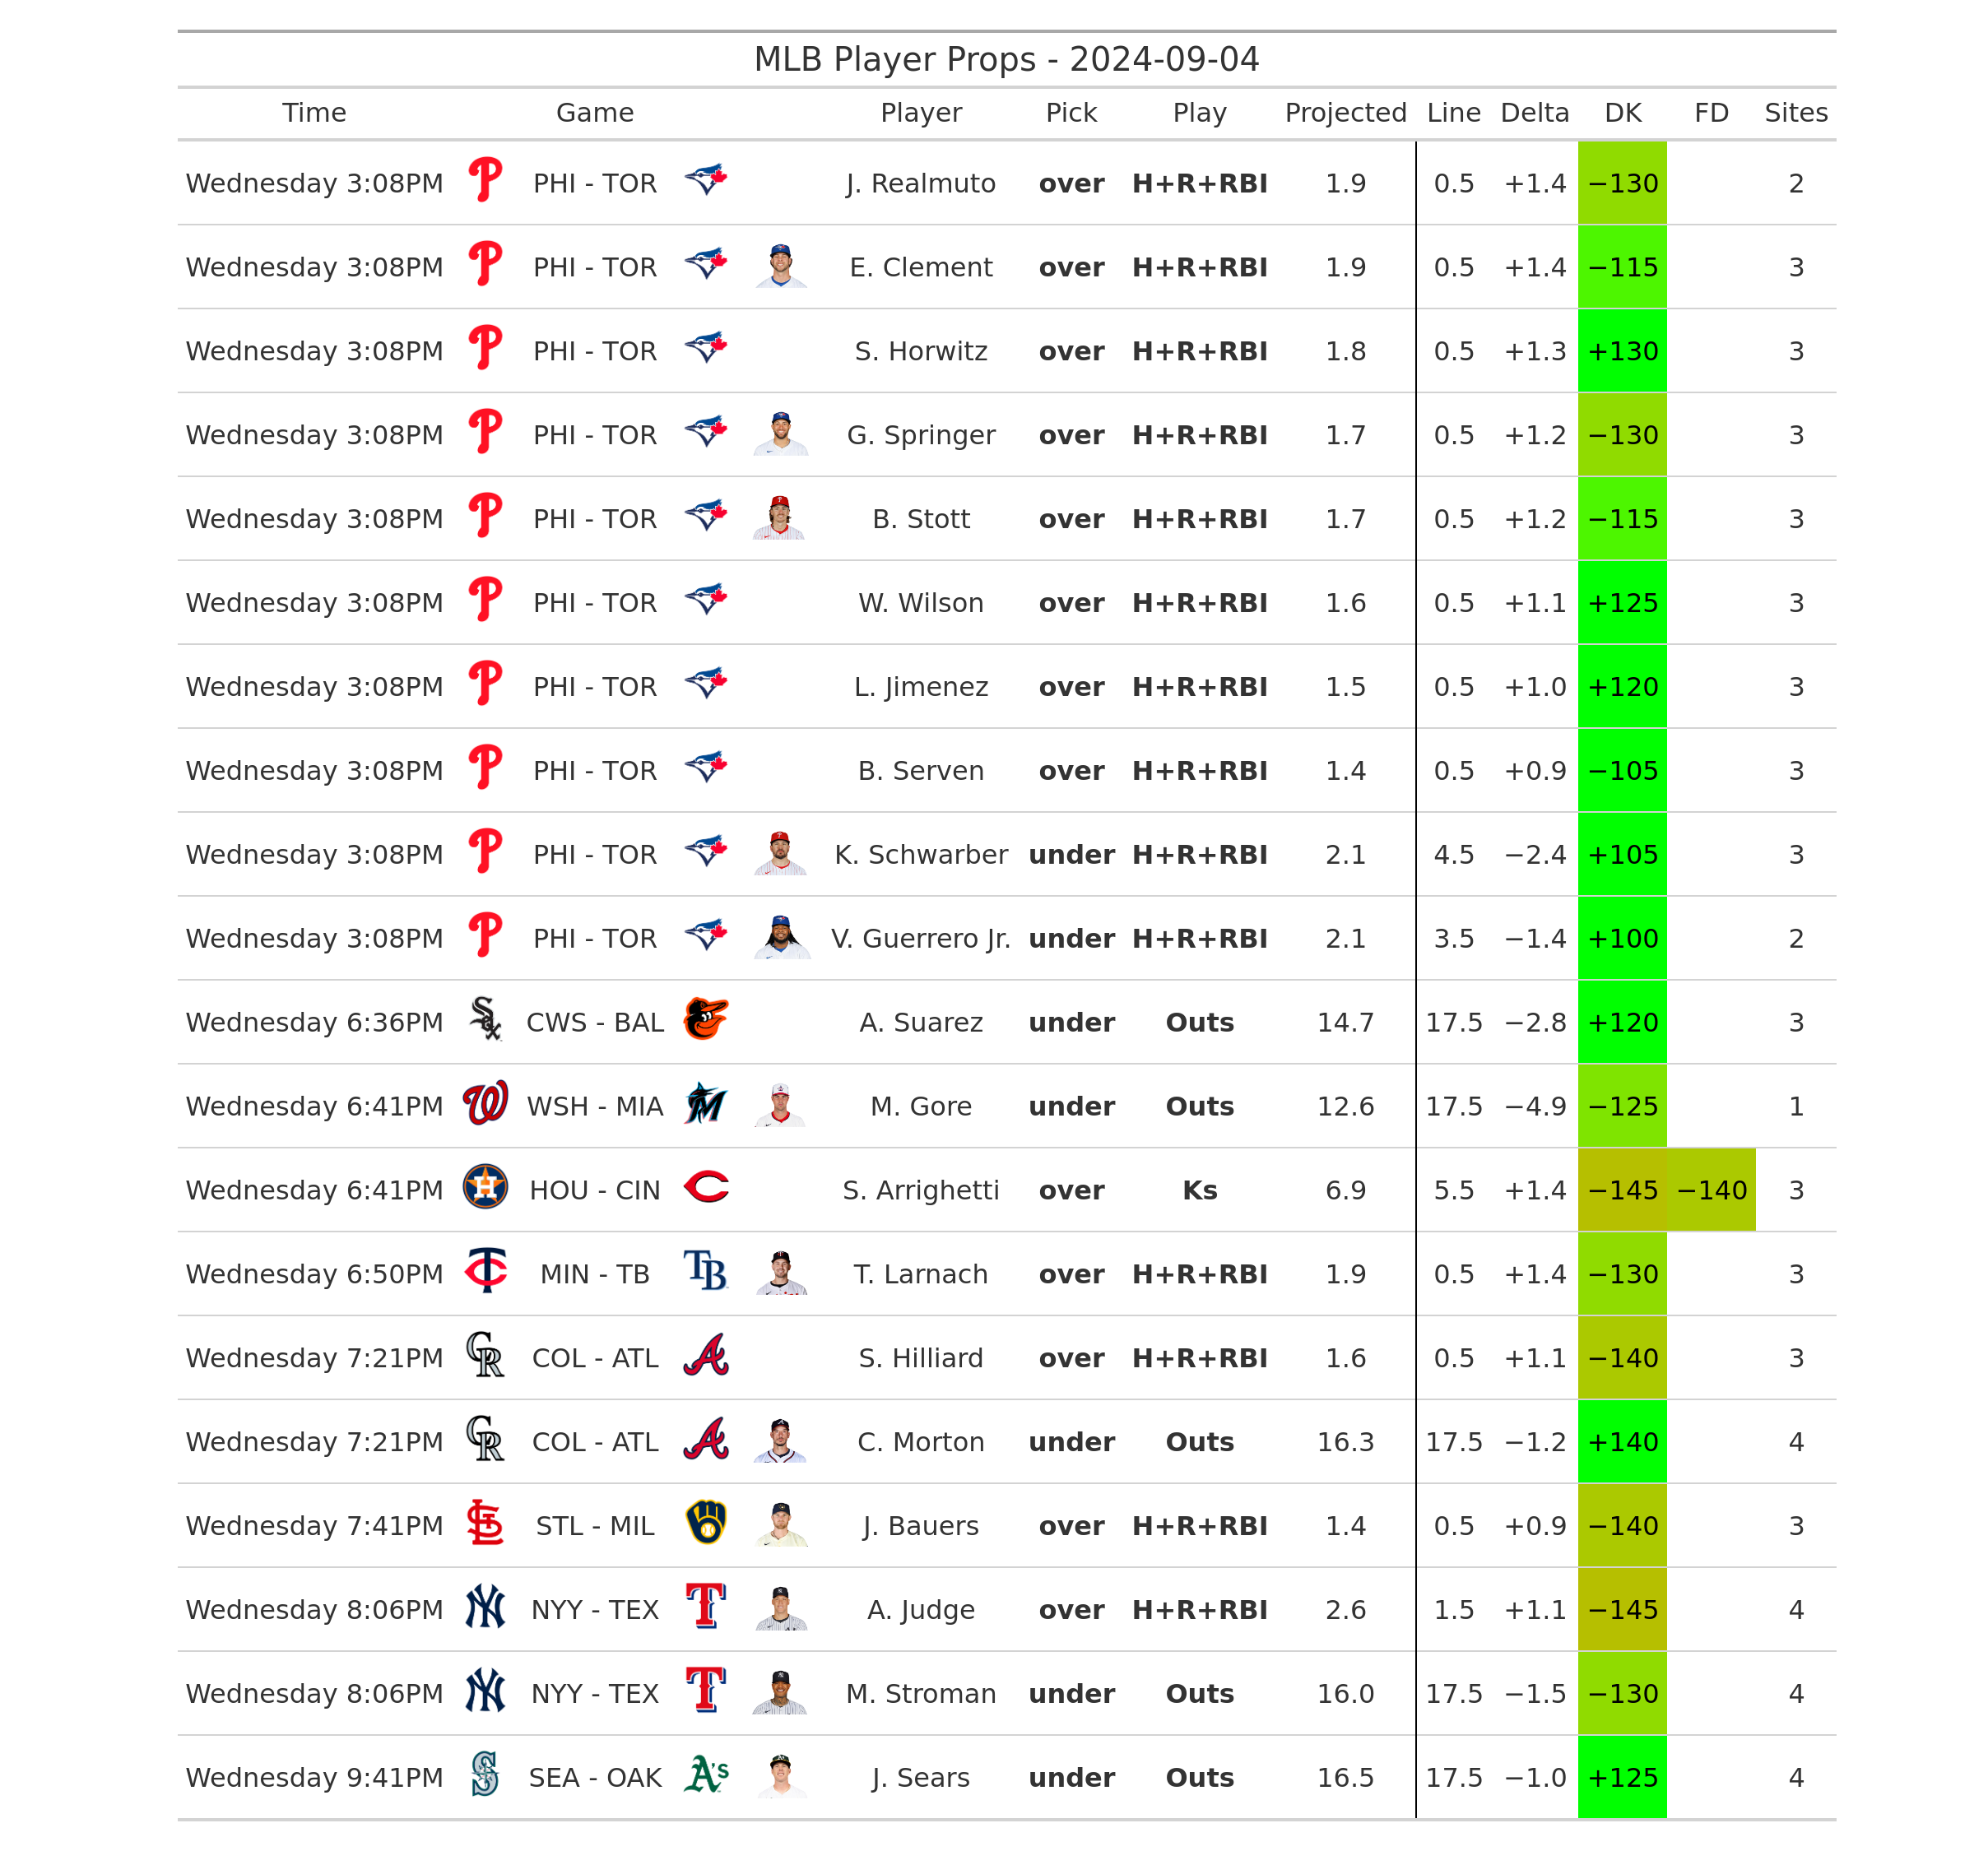 MLB Player Props - 2024-09-04
Time Game Player Pick Play Projected Line Delta DK FD Sites
Wednesday 3:08PM PHI - TOR J. Realmuto over H+R+RBI 1.9 0.5 +1.4 −130 2
Wednesday 3:08PM PHI - TOR E. Clement over H+R+RBI 1.9 0.5 +1.4 −115 3
Wednesday 3:08PM PHI - TOR S. Horwitz over H+R+RBI 1.8 0.5 +1.3 +130 3
Wednesday 3:08PM PHI - TOR G. Springer over H+R+RBI 1.7 0.5 +1.2 −130 3
Wednesday 3:08PM PHI - TOR B. Stott over H+R+RBI 1.7 0.5 +1.2 −115 3
Wednesday 3:08PM PHI - TOR W. Wilson over H+R+RBI 1.6 0.5 +1.1 +125 3
Wednesday 3:08PM PHI - TOR L. Jimenez over H+R+RBI 1.5 0.5 +1.0 +120 3
Wednesday 3:08PM PHI - TOR B. Serven over H+R+RBI 1.4 0.5 +0.9 −105 3
Wednesday 3:08PM PHI - TOR K. Schwarber under H+R+RBI 2.1 4.5 −2.4 +105 3
Wednesday 3:08PM PHI - TOR V. Guerrero Jr. under H+R+RBI 2.1 3.5 −1.4 +100 2
Wednesday 6:36PM CWS - BAL A. Suarez under Outs 14.7 17.5 −2.8 +120 3
Wednesday 6:41PM WSH - MIA M. Gore under Outs 12.6 17.5 −4.9 −125 1
Wednesday 6:41PM HOU - CIN S. Arrighetti over Ks 6.9 5.5 +1.4 −145 −140 3
Wednesday 6:50PM MIN - TB T. Larnach over H+R+RBI 1.9 0.5 +1.4 −130 3
Wednesday 7:21PM COL - ATL S. Hilliard over H+R+RBI 1.6 0.5 +1.1 −140 3
Wednesday 7:21PM COL - ATL C. Morton under Outs 16.3 17.5 −1.2 +140 4
Wednesday 7:41PM STL - MIL J. Bauers over H+R+RBI 1.4 0.5 +0.9 −140 3
Wednesday 8:06PM NYY - TEX A. Judge over H+R+RBI 2.6 1.5 +1.1 −145 4
Wednesday 8:06PM NYY - TEX M. Stroman under Outs 16.0 17.5 −1.5 −130 4
Wednesday 9:41PM SEA - OAK J. Sears under Outs 16.5 17.5 −1.0 +125 4